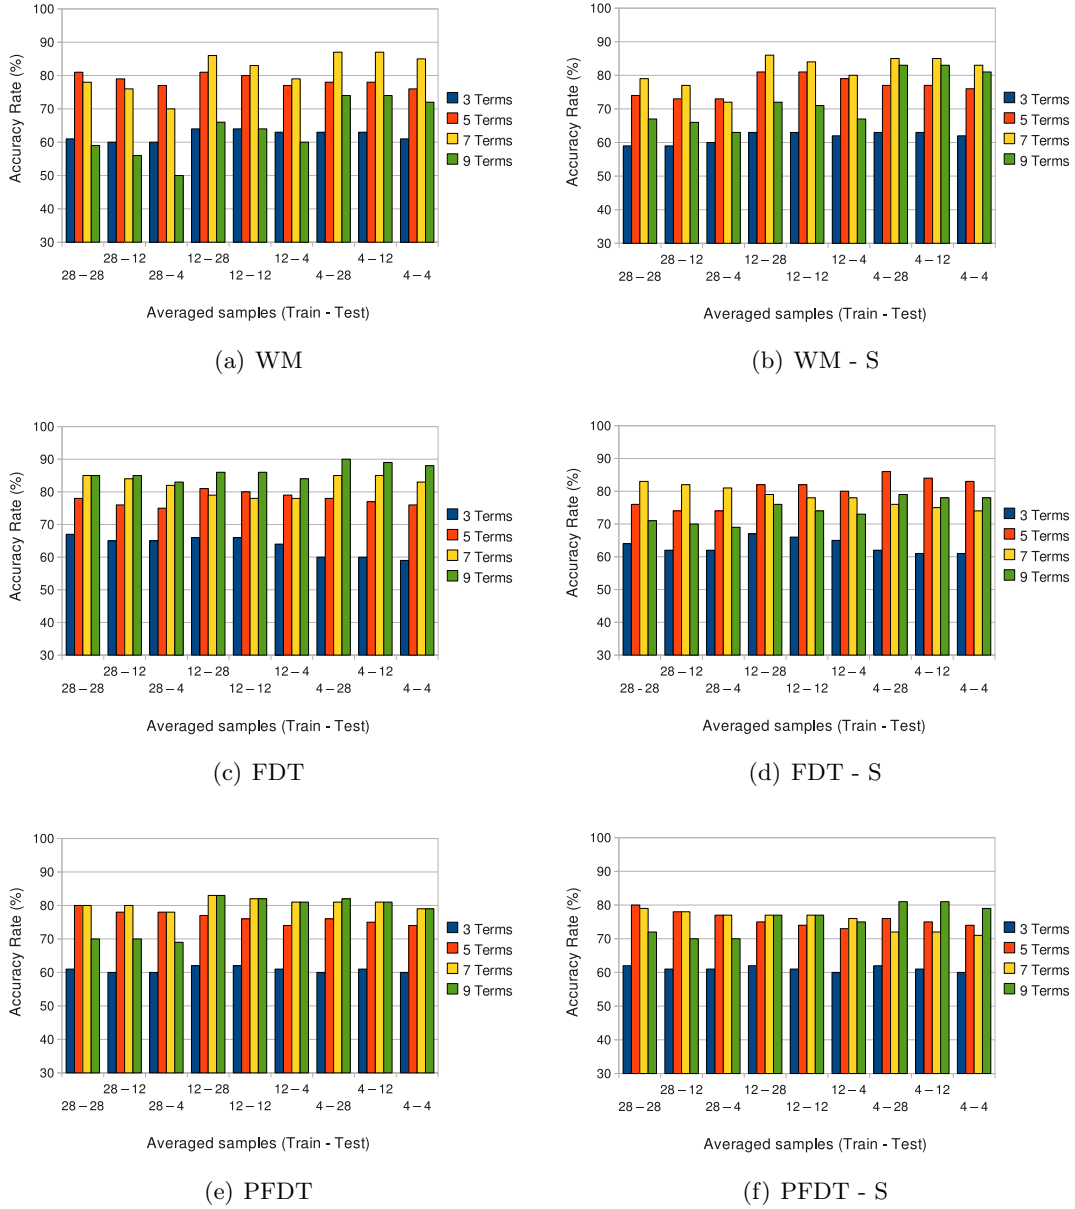 100
90
80
70
60
50
40
30
Accuracy Rate (%)
28 – 12 12 – 28 12 – 4 4 – 12
28 – 28 28 – 4 12 – 12 4 – 28 4 – 4
Averaged samples (Train - Test)
3 Terms
5 Terms
7 Terms
9 Terms
(a) WM
100
90
80
70
60
50
40
30
Accuracy Rate (%)
28 – 12 12 – 28 12 – 4 4 – 12
28 – 28 28 – 4 12 – 12 4 – 28 4 – 4
Averaged samples (Train - Test)
3 Terms
5 Terms
7 Terms
9 Terms
(b) WM - S
100
90
80
70
60
50
40
30
Accuracy Rate (%)
28 – 12 12 – 28 12 – 4 4 – 12
28 – 28 28 – 4 12 – 12 4 – 28 4 – 4
Averaged samples (Train - Test)
3 Terms
5 Terms
7 Terms
9 Terms
(c) FDT
100
90
80
70
60
50
40
30
Accuracy Rate (%)
28 – 12 12 – 28 12 – 4 4 – 12
28 - 28 28 – 4 12 – 12 4 – 28 4 – 4
Averaged samples (Train - Test)
3 Terms
5 Terms
7 Terms
9 Terms
(d) FDT - S
100
90
80
70
60
50
40
30
Accuracy Rate (%)
28 – 12 12 – 28 12 – 4 4 – 12
28 – 28 28 – 4 12 – 12 4 – 28 4 – 4
Averaged samples (Train - Test)
3 Terms
5 Terms
7 Terms
9 Terms
(e) PFDT
100
90
80
70
60
50
40
30
Accuracy Rate (%)
28 – 12 12 – 28 12 – 4 4 – 12
28 – 28 28 – 4 12 – 12 4 – 28 4 – 4
Averaged samples (Train - Test)
3 Terms
5 Terms
7 Terms
9 Terms
(f) PFDT - S